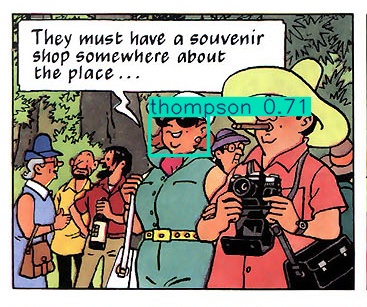 They must have a souvenir
shop somewhere about
the place...
thompson 0.71